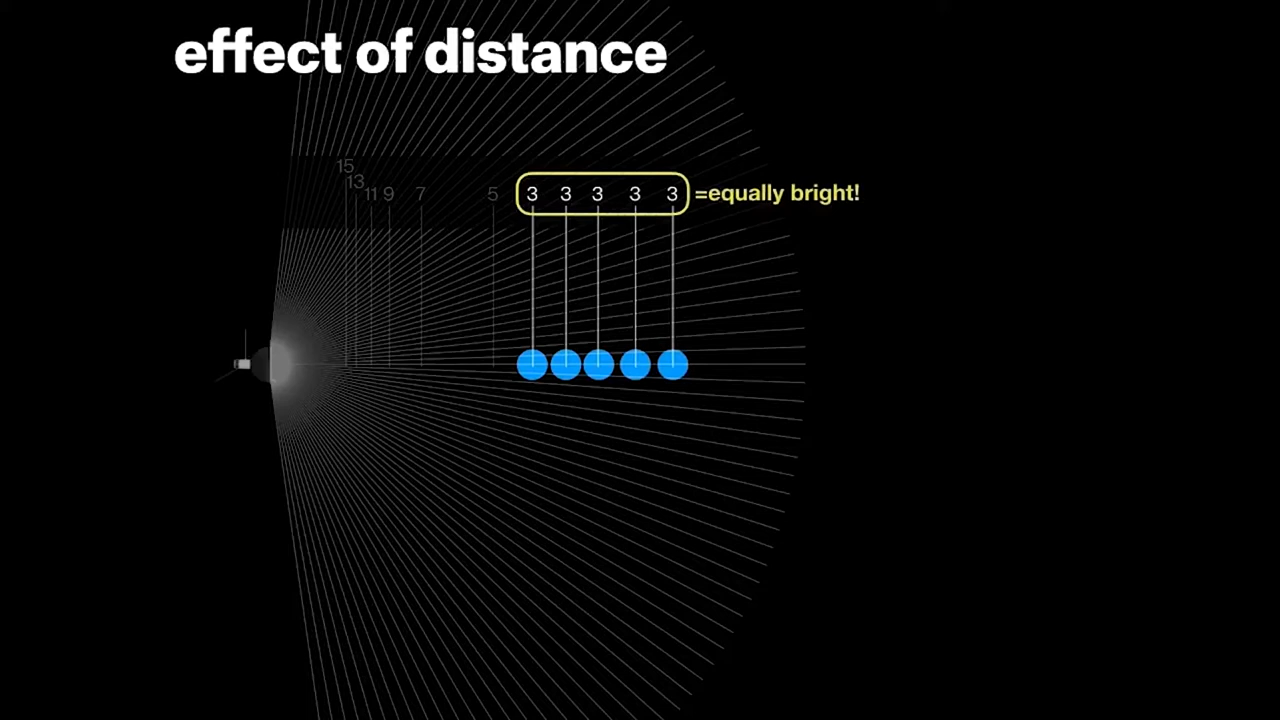 effect of distance
15
13
11 9 7 5 3 3 3 3 3 =equally bright!